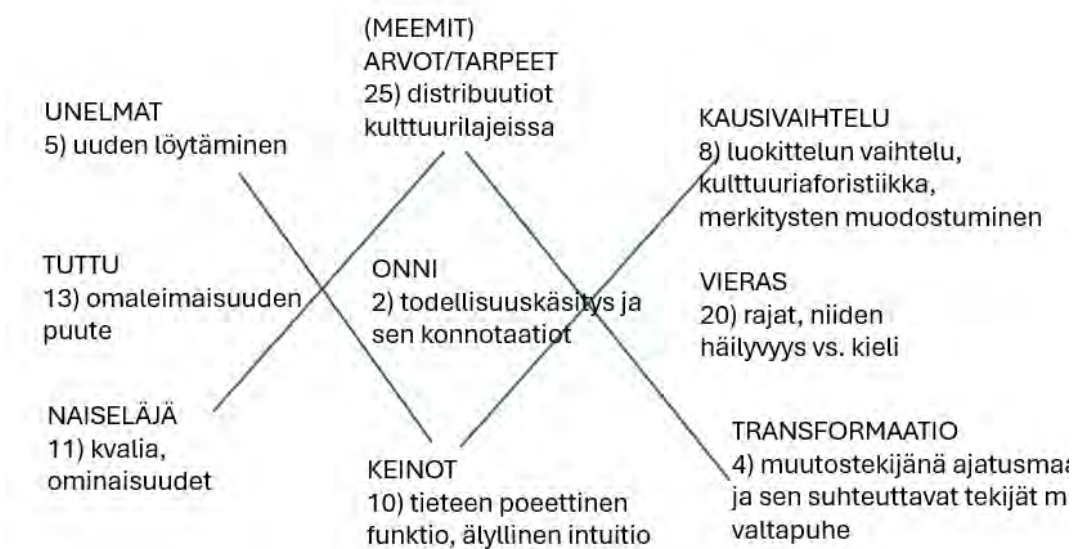 (MEEMIT)
ARVOT/TARPEET
25) distribuutiot
kulttuurilajeissa
UNELMAT
5) uuden löytäminen
KAUSIVAIHTELU
8) luokittelun vaihtelu,
kulttuuriaforistiikka,
merkitysten muodostuminen
TUTTU
13) omaleimaisuuden
puute
ONNI
2) todellisuuskäsitys ja
sen konnotaatiot
VIERAS
20) rajat, niiden
häilyvyys vs. kieli
NAISELÄJÄ
11) kvalia,
ominaisuudet
KEINOT
10) tieteen poeettinen
funktio, älyllinen intuitio
TRANSFORMAATIO
4) muutostekijänä
ja sen suhteuttavat tekijät
valtapuhe